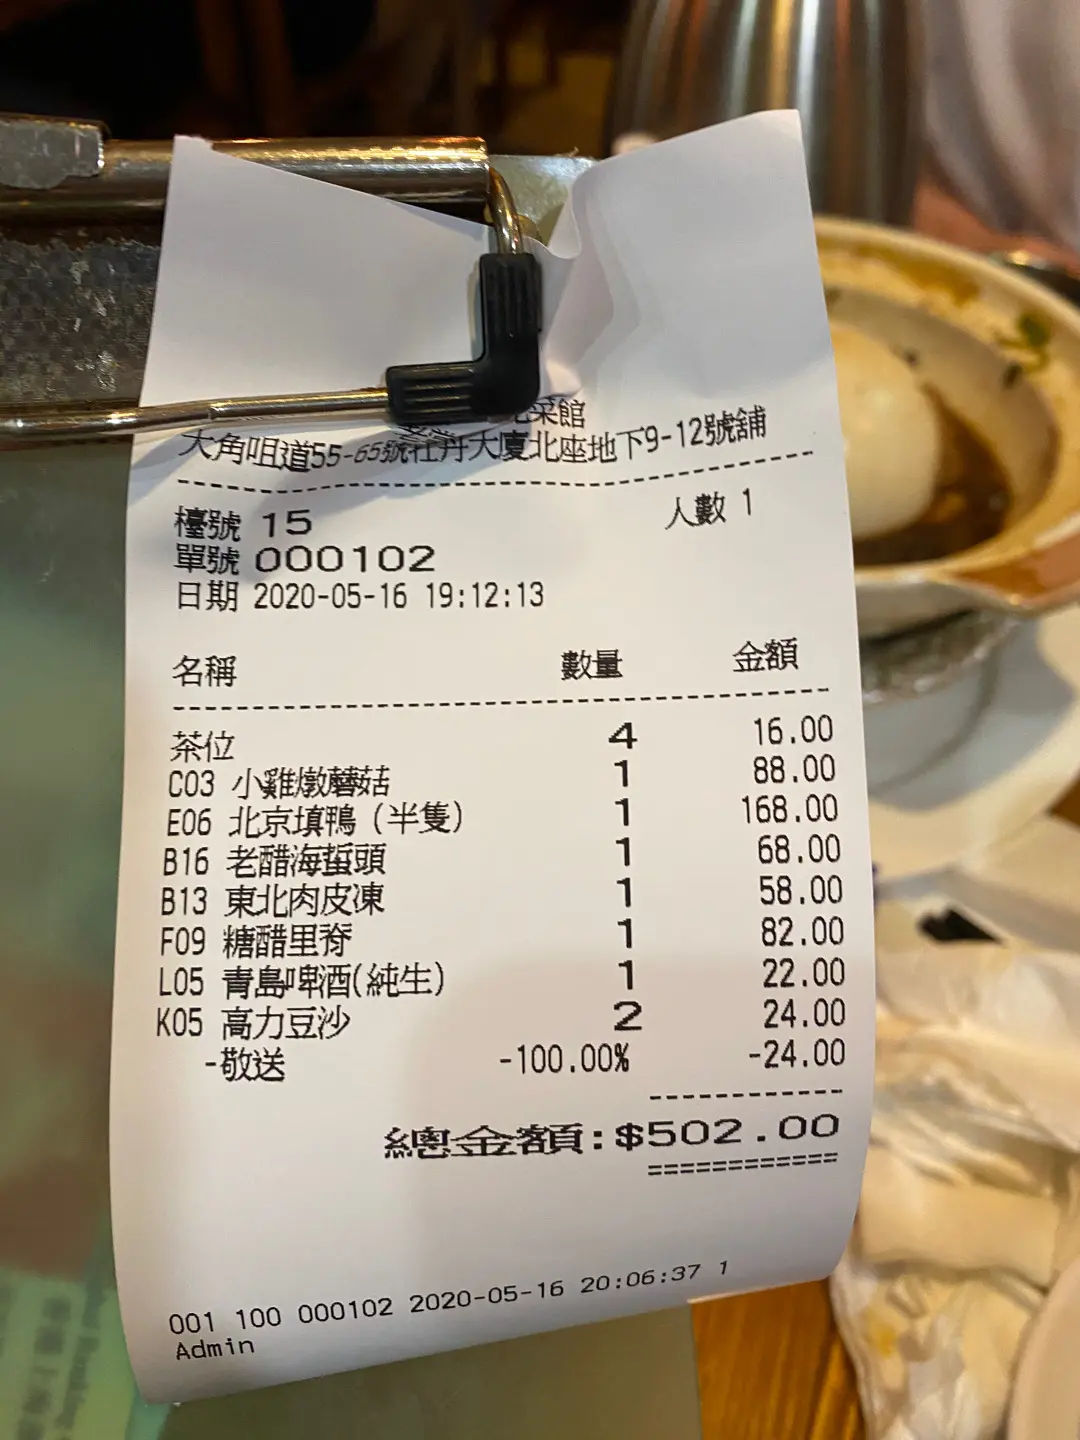 菜館
大角咀道55-65號牡丹大廈北座地下9-12號舖
檯號 15
人數 1
單號 000102
日期 2020-05-16 19:12:13
名稱 數量 金額
茶位 4 16.00
C03 小雞燉蘑菇 1 88.00
E06 北京填鴨 (半隻) 1 168.00
B16 老醋海蜇頭 1 68.00
B13 東北肉皮凍 1 58.00
F09 糖醋里脊 1 82.00
L05 青島啤酒(純生) 1 22.00
K05 高力豆沙 2 24.00
-敬送 -100.00% -24.00
總金額:$502.00
001 100 000102 2020-05-16 20:06:37 1
Admin